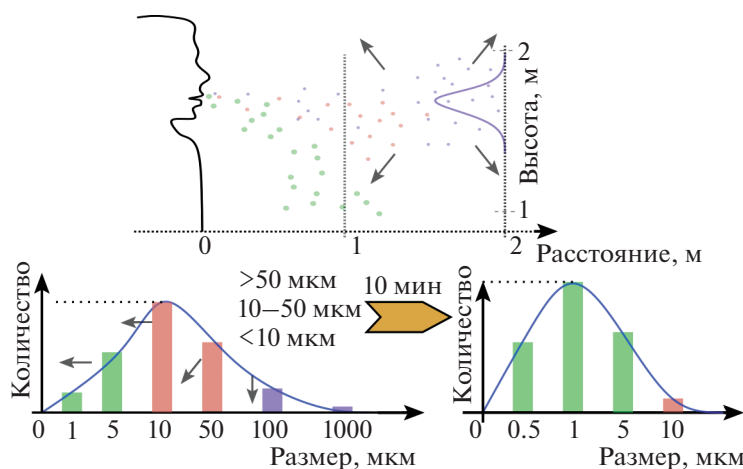 2
Высота, м
1
0
1
2
Расстояние, м
Количество
>50 мкм
10–50 мкм
<10 мкм
10 мин
0
1
5
10
50
100
1000
Размер, мкм
Количество
0
0.5
1
5
10
Размер, мкм